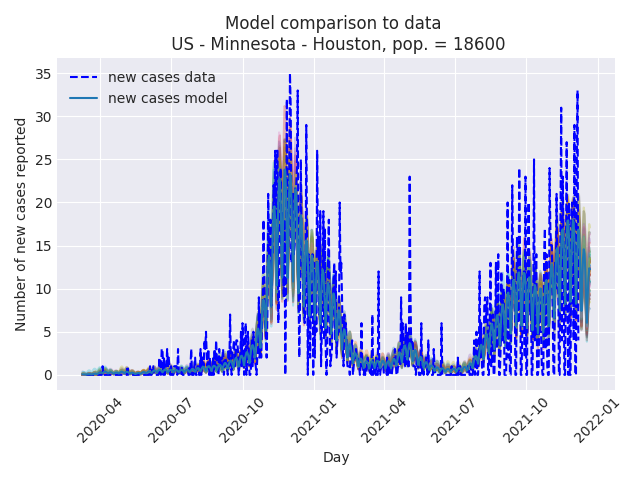 Model comparison to data
US - Minnesota - Houston, pop. = 18600
new cases data
new cases model
Number of new cases reported
35
30
25
20
15
10
5
0
2020-04
2020-07
2020-10
2021-01
2021-04
2021-07
2021-10
2022-01
Day